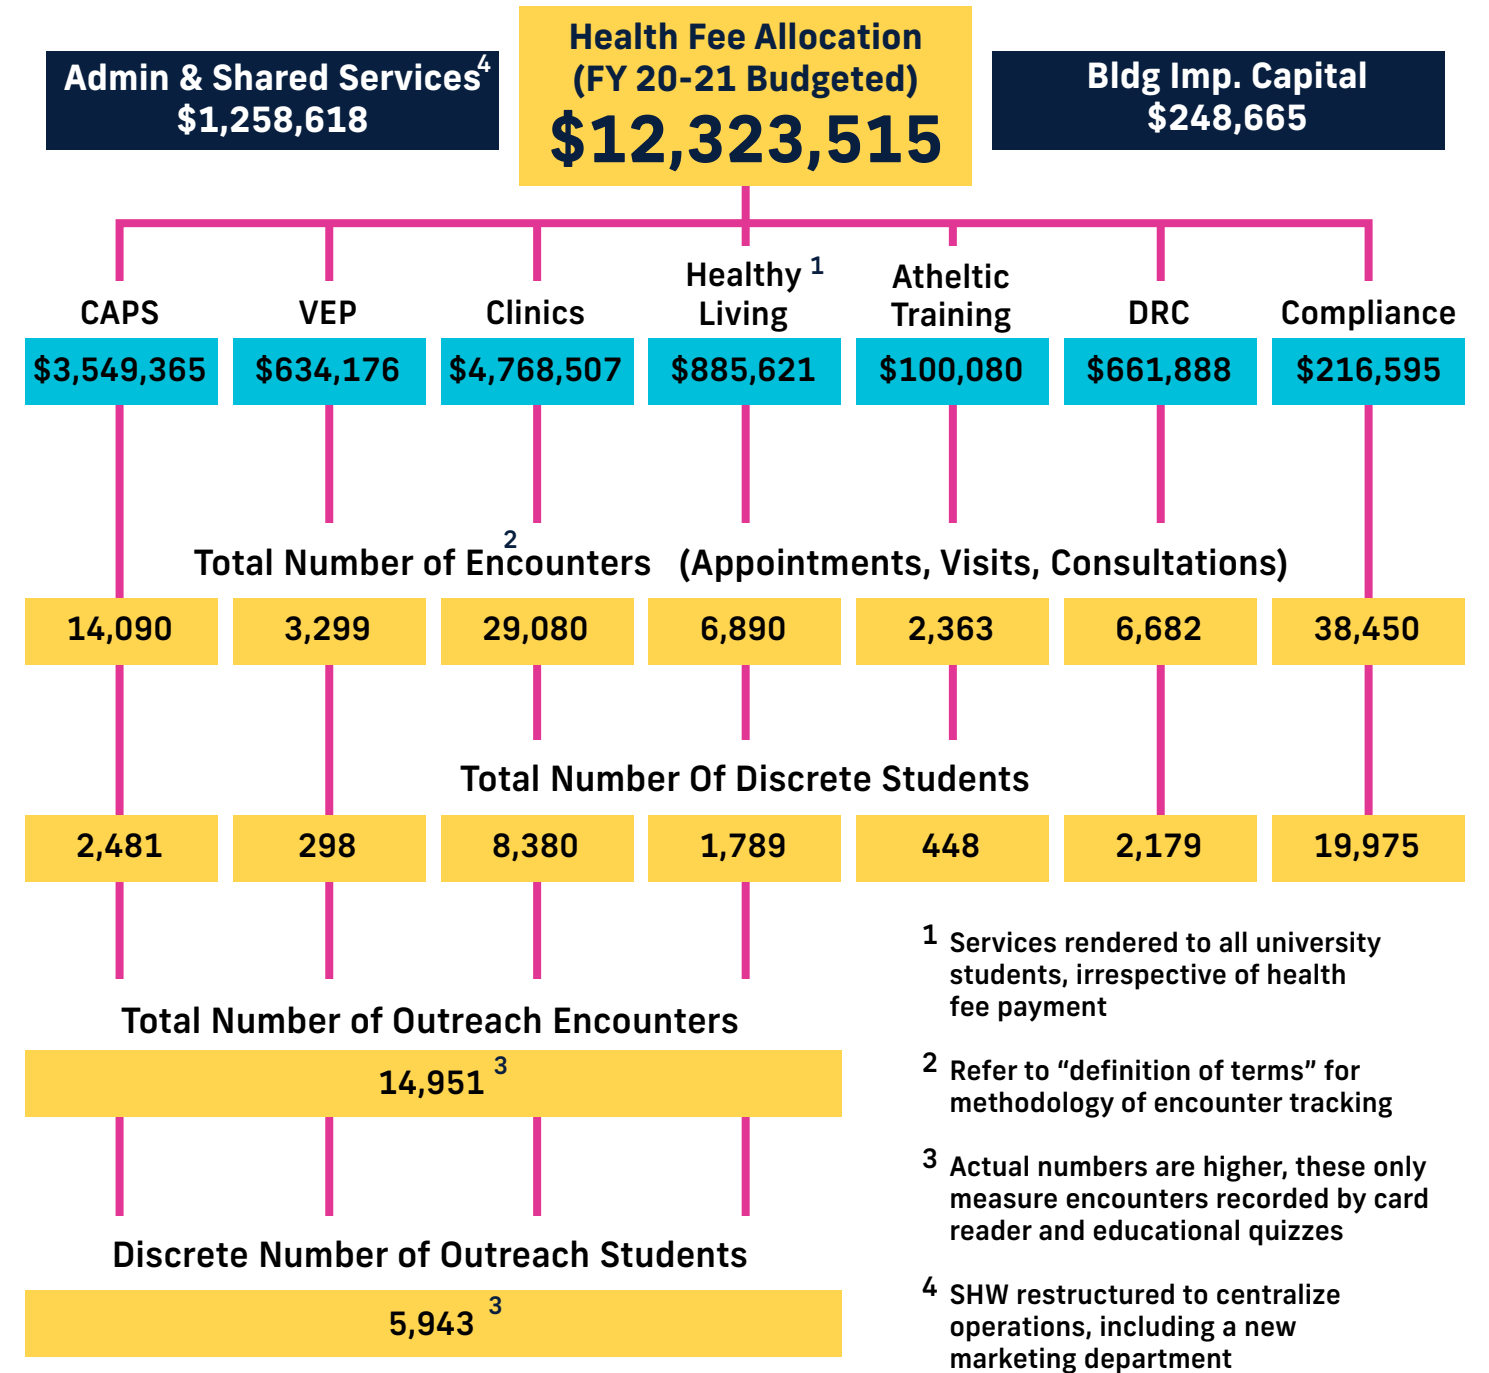 Health Fee Allocation
(FY 20-21 Budgeted)
$12,323,515
Admin & Shared Services4
$1,258,618
Bldg Imp. Capital
$248,665
CAPS
VEP
Clinics
Healthy 1
Living
Atheltic
Training
DRC
Compliance
$3,549,365
$634,176
$4,768,507
$885,621
$100,080
$661,888
$216,595
Total Number of Encounters 2 (Appointments, Visits, Consultations)
14,090
3,299
29,080
6,890
2,363
6,682
38,450
Total Number Of Discrete Students
2,481
298
8,380
1,789
448
2,179
19,975
Total Number of Outreach Encounters
14,951 3
Discrete Number of Outreach Students
5,943 3
1 Services rendered to all university
students, irrespective of health
fee payment
2 Refer to “definition of terms” for
methodology of encounter tracking
3 Actual numbers are higher, these only
measure encounters recorded by card
reader and educational quizzes
4 SHW restructured to centralize
operations, including a new
marketing department